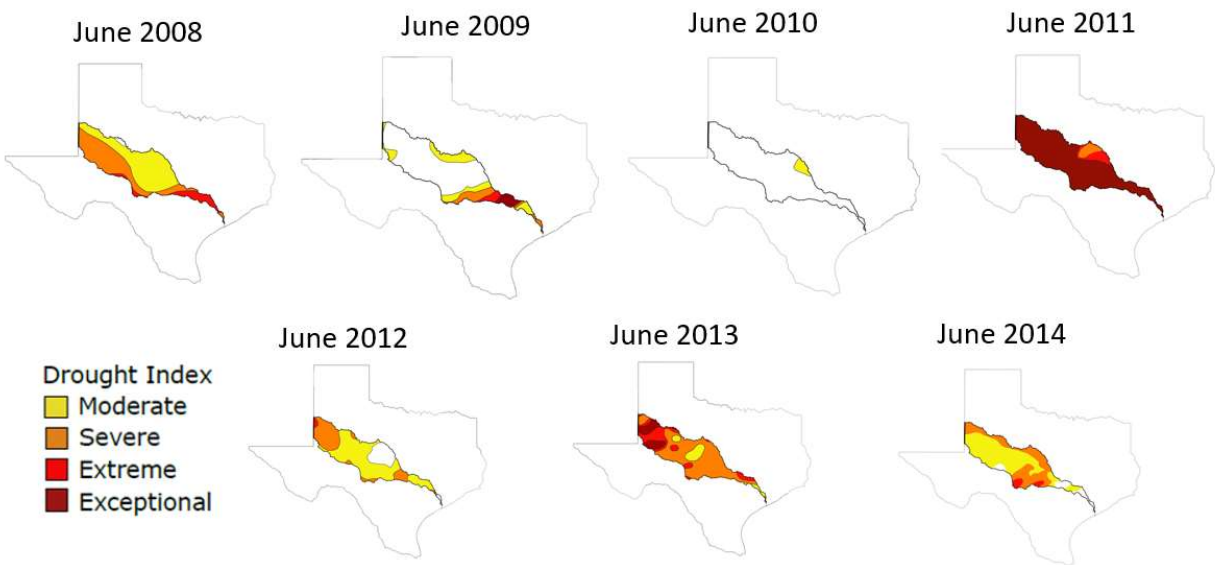 June 2008
June 2009
June 2010
June 2011
June 2012
June 2013
June 2014
Drought Index
Moderate
Severe
Extreme
Exceptional